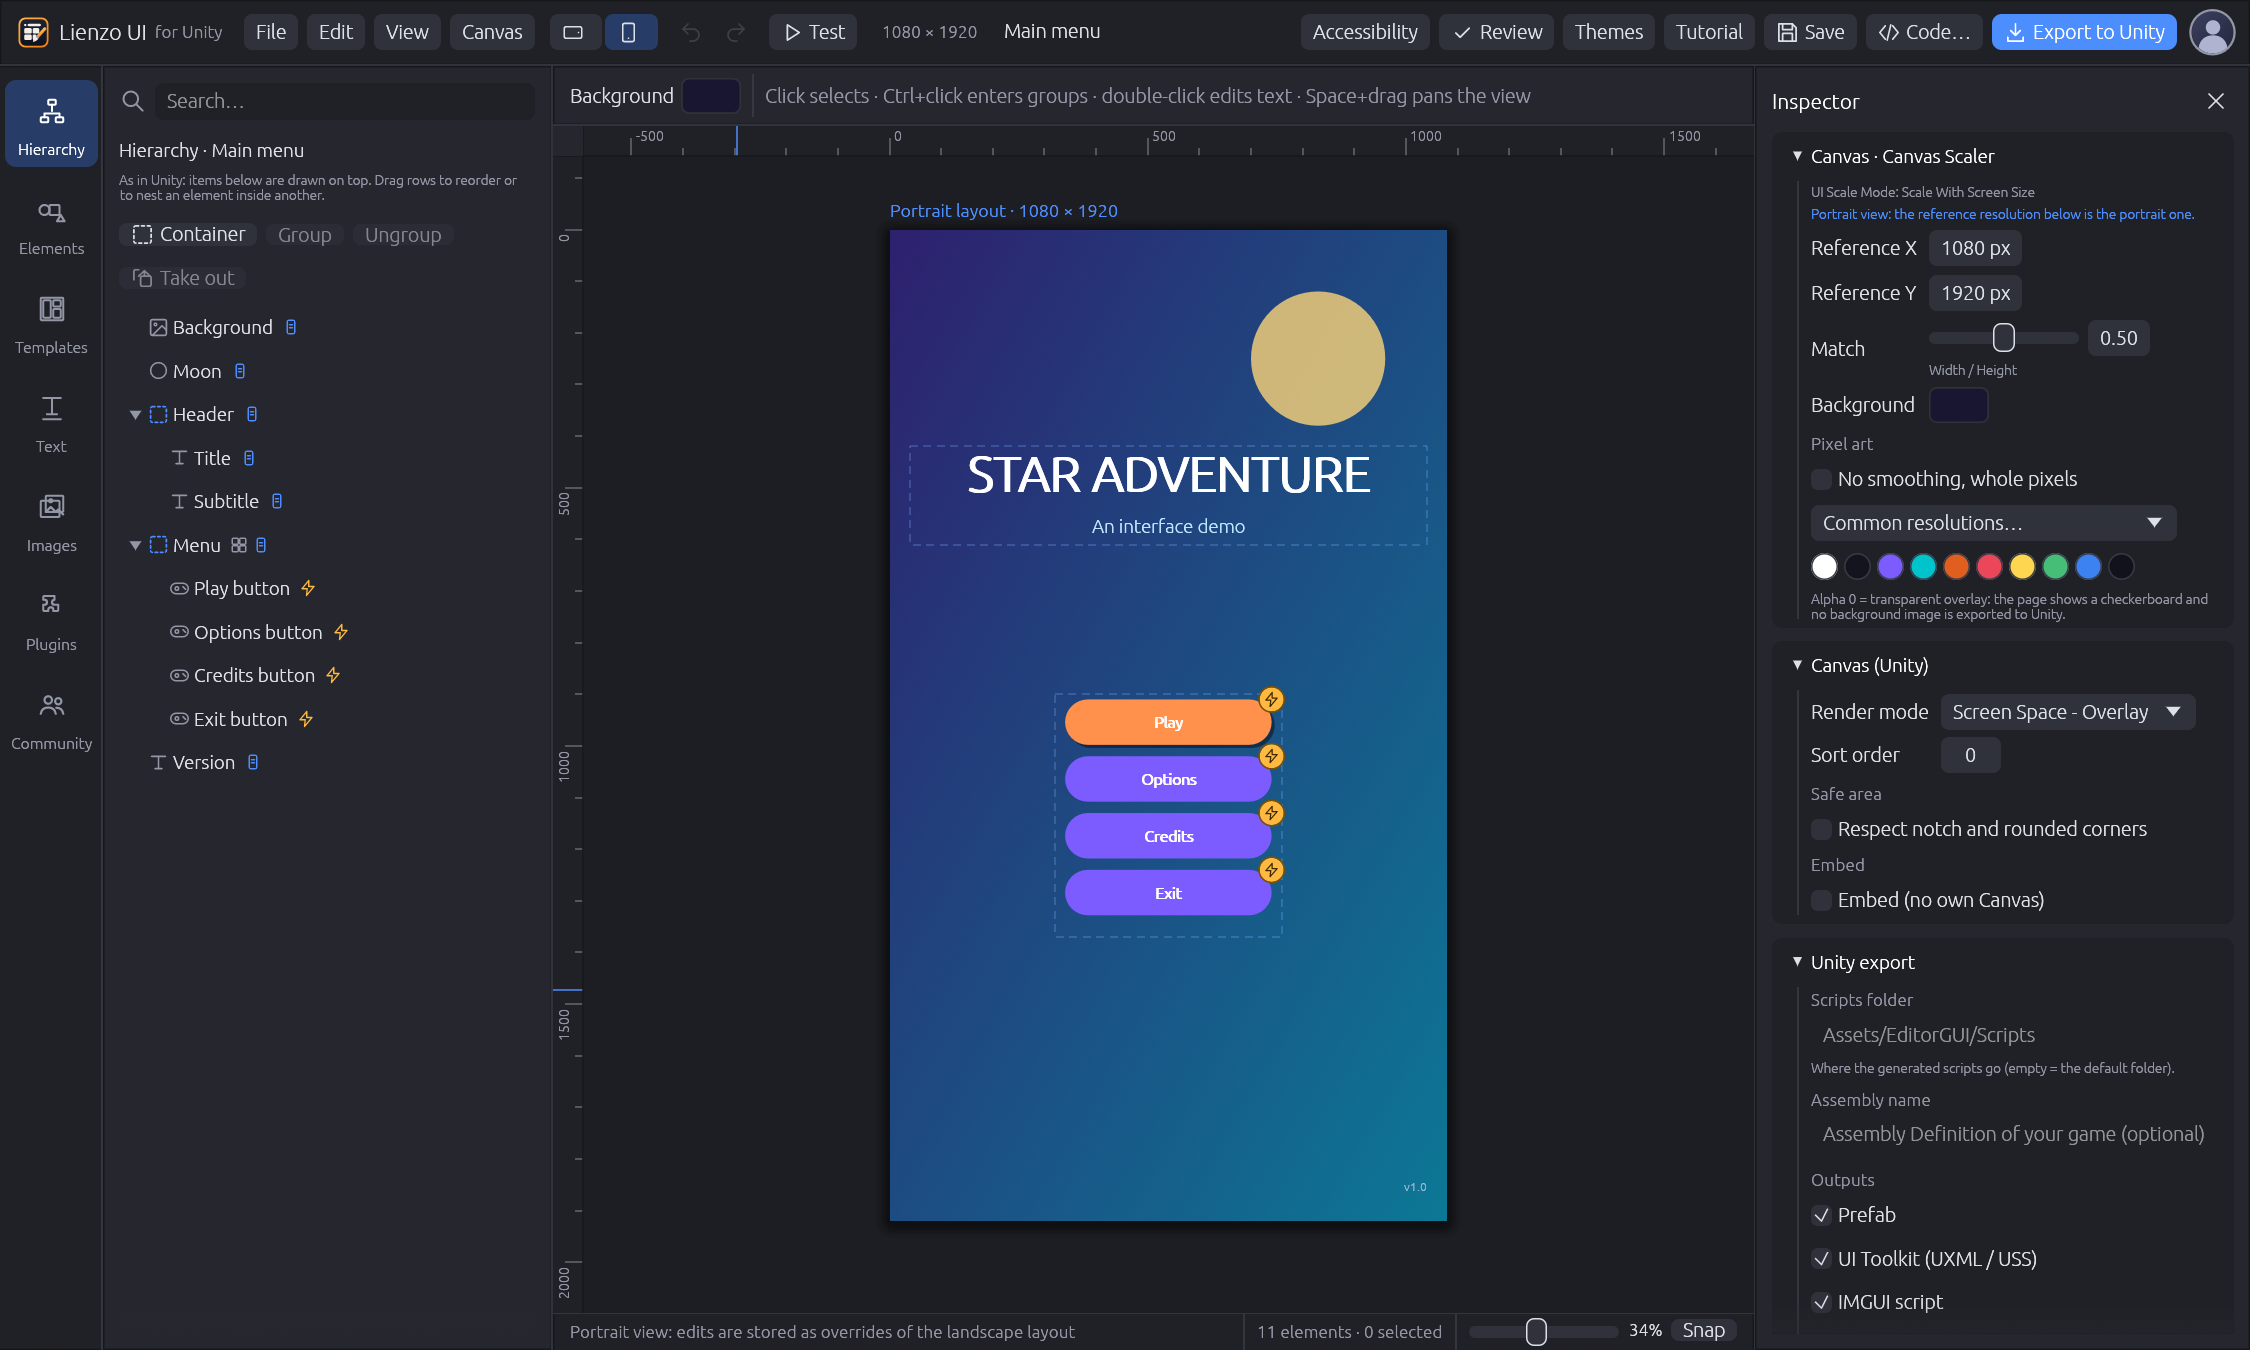 Lienzo UI for Unity
File
Edit
View
Canvas
Test
1080 × 1920
Main menu
Accessibility
Review
Themes
Tutorial
Save
Code...
Export to Unity
Hierarchy
Elements
Templates
Text
Images
Plugins
Community
Search...
Hierarchy · Main menu
As in Unity: items below are drawn on top. Drag rows to reorder or
to nest an element inside another.
Container
Group
Ungroup
Take out
Background
Moon
Header
Title
Subtitle
Menu
Play button
Options button
Credits button
Exit button
Version
Background
Click selects · Ctrl+click enters groups · double-click edits text · Space+drag pans the view
-500
0
500
1000
1500
0
500
1000
1500
2000
Portrait layout · 1080 × 1920
STAR ADVENTURE
An interface demo
Play
Options
Credits
Exit
v1.0
Portrait view: edits are stored as overrides of the landscape layout
11 elements · 0 selected
34%
Snap
Inspector
Canvas · Canvas Scaler
UI Scale Mode: Scale With Screen Size
Portrait view: the reference resolution below is the portrait one.
Reference X 1080 px
Reference Y 1920 px
Match 0.50
Width / Height
Background
Pixel art
No smoothing, whole pixels
Common resolutions...
Alpha 0 = transparent overlay: the page shows a checkerboard and
no background image is exported to Unity.
Canvas (Unity)
Render mode Screen Space - Overlay
Sort order 0
Safe area
Respect notch and rounded corners
Embed
Embed (no own Canvas)
Unity export
Scripts folder
Assets/EditorGUI/Scripts
Where the generated scripts go (empty = the default folder).
Assembly name
Assembly Definition of your game (optional)
Outputs
Prefab
UI Toolkit (UXML / USS)
IMGUI script